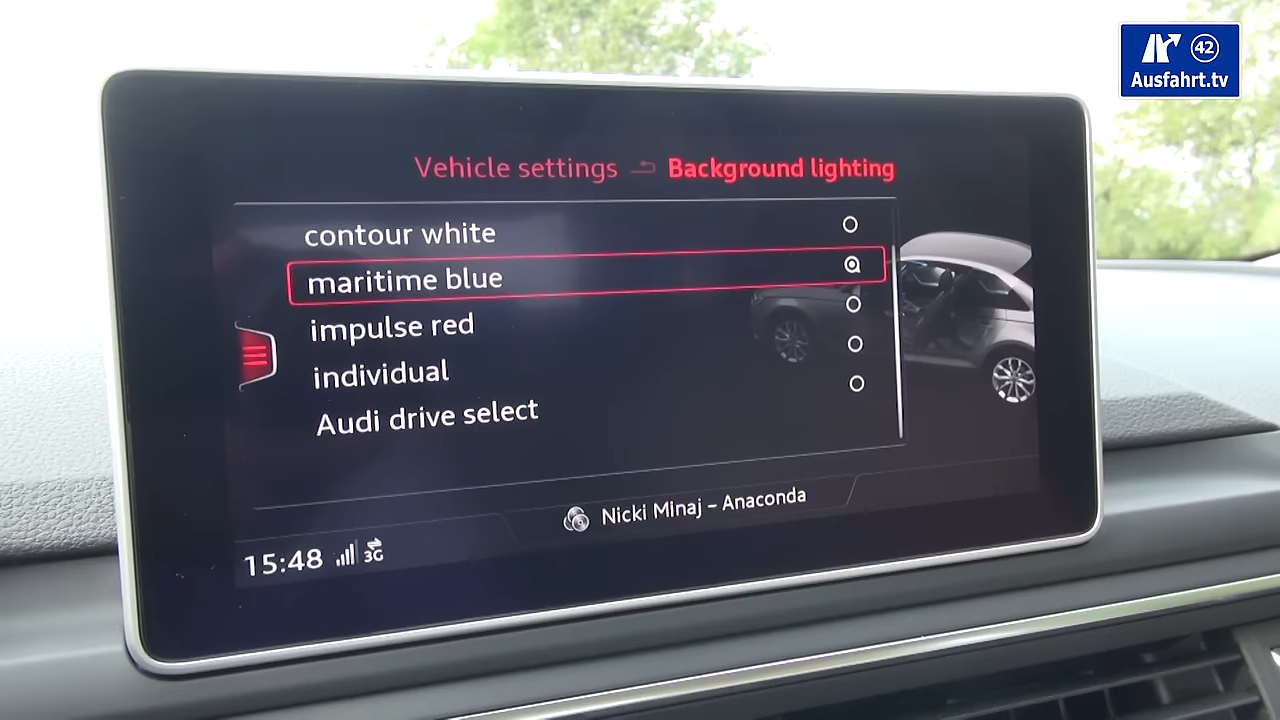 42
Ausfahrt.tv
Vehicle settings Background lighting
contour white
maritime blue
impulse red
individual
Audi drive select
Nicki Minaj – Anaconda
15:48 3G